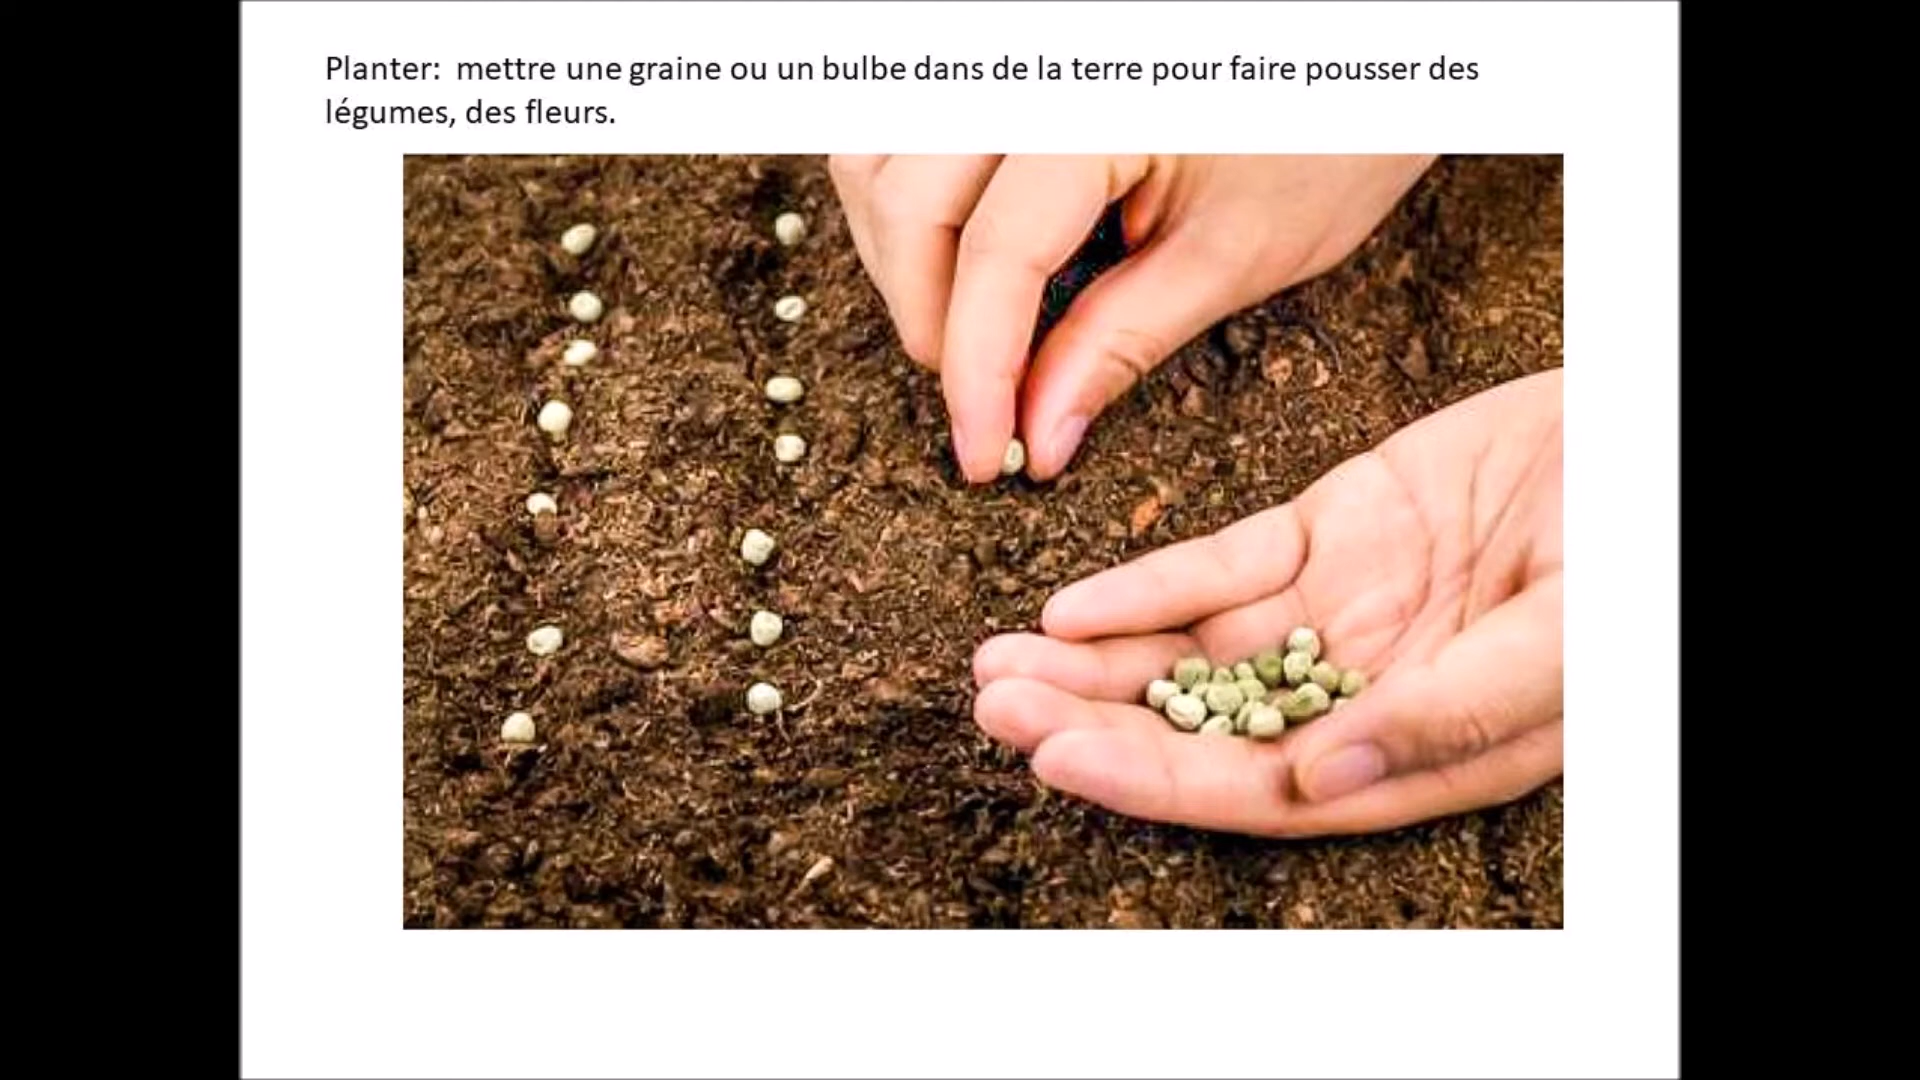 Planter:  mettre une graine ou un bulbe dans de la terre pour faire pousser des
légumes, des fleurs.